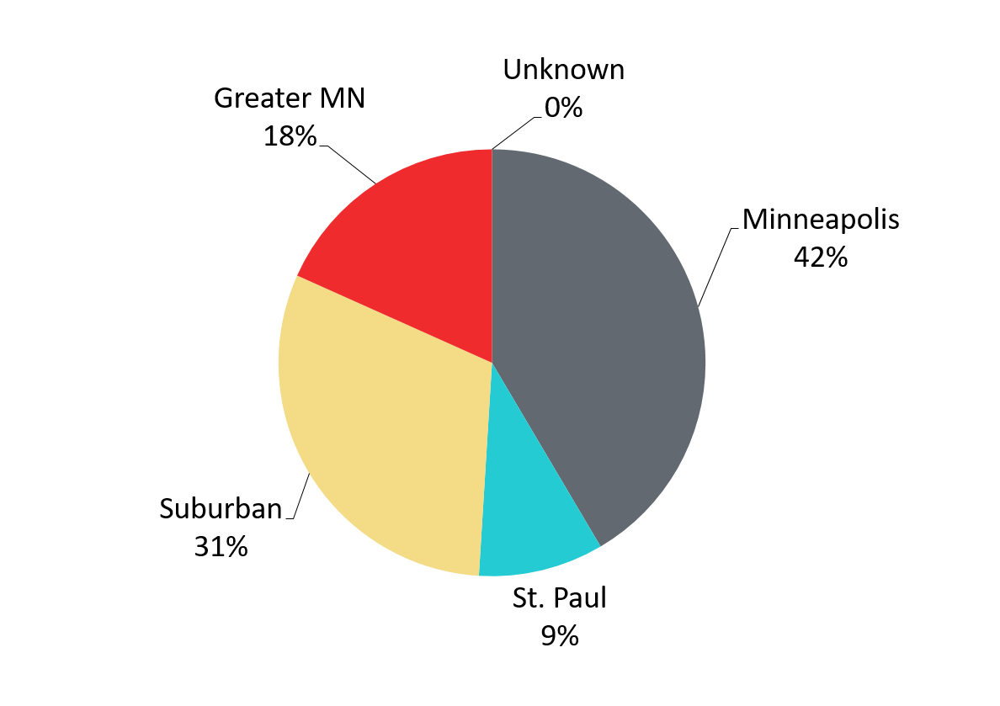 Unknown
0%
Greater MN
18%
Minneapolis
42%
Suburban
31%
St. Paul
9%